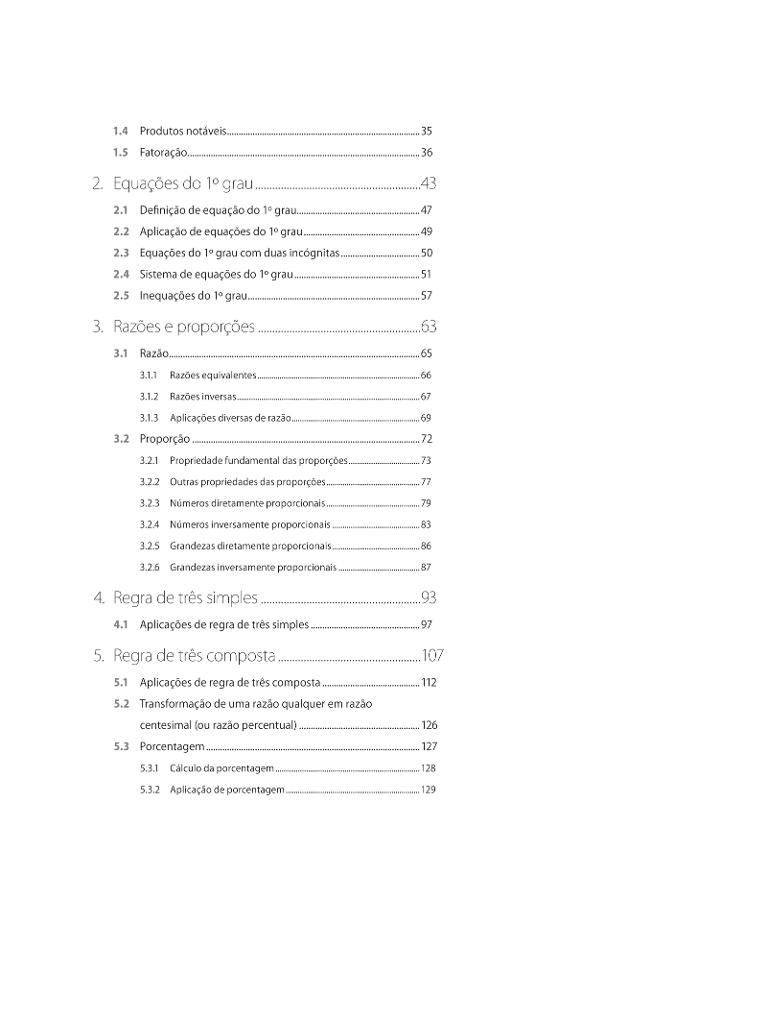 1.4 Produtos notáveis..........35
1.5 Fatoração..........36
2. Equações do 1º grau..........43
2.1 Definição de equação do 1º grau..........47
2.2 Aplicação de equações do 1º grau..........49
2.3 Equações do 1º grau com duas incógnitas..........50
2.4 Sistema de equações do 1º grau..........51
2.5 Inequações do 1º grau..........57
3. Razões e proporções..........63
3.1 Razão..........65
3.1.1 Razões equivalentes..........66
3.1.2 Razões inversas..........67
3.1.3 Aplicações diversas de razão..........69
3.2 Proporção..........72
3.2.1 Propriedade fundamental das proporções..........73
3.2.2 Outras propriedades das proporções..........77
3.2.3 Números diretamente proporcionais..........79
3.2.4 Números inversamente proporcionais..........83
3.2.5 Grandezas diretamente proporcionais..........86
3.2.6 Grandezas inversamente proporcionais..........87
4. Regra de três simples..........93
4.1 Aplicações de regra de três simples..........97
5. Regra de três composta..........107
5.1 Aplicações de regra de três composta..........112
5.2 Transformação de uma razão qualquer em razão
centesimal (ou razão percentual)..........126
5.3 Porcentagem..........127
5.3.1 Cálculo da porcentagem..........128
5.3.2 Aplicação de porcentagem..........129